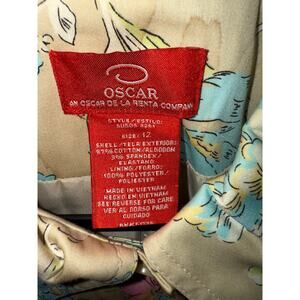 OSCAR
AN OSCAR DE LA RENTA COMPANY
STYLE/ESTILO:
SIZE: 12
SHELL/TELA EXTERIOR:
97% COTTON/ALGODON
3% SPANDEX/
ELASTANO
LINING/FORRO:
100% POLYESTER/
POLIESTER
MADE IN VIETNAM
HECHO EN VIETNAM
SEE REVERSE FOR CARE
VER AL DORSO PARA
CUIDADO